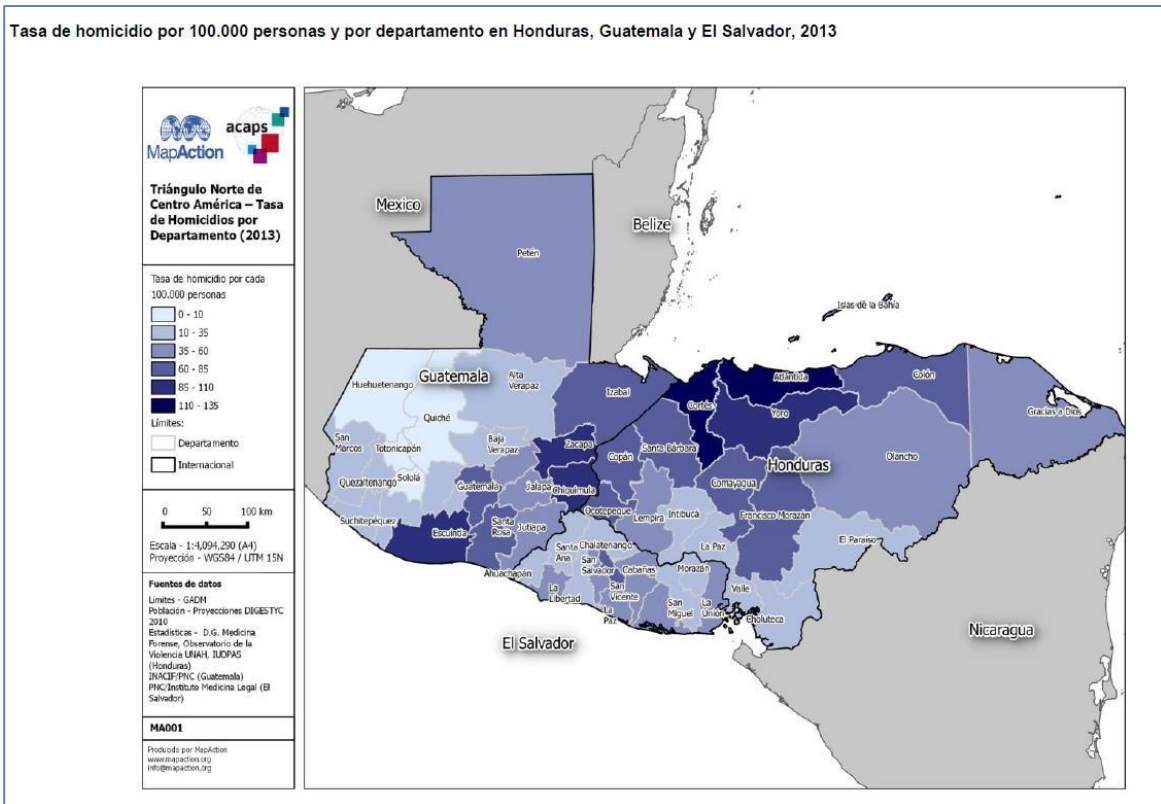 Tasa de homicidio por 100.000 personas y por departamento en Honduras, Guatemala y El Salvador, 2013
MapAction
acaps
Triángulo Norte de
Centro América – Tasa
de Homicidios por
Departamento (2013)
Tasa de homicidio por cada
100.000 personas
0 - 10
10 - 35
35 - 60
60 - 85
85 - 110
110 - 135
Límites:
Departamento
Internacional
0 50 100 km
Escala - 1:4,094,290 (A4)
Proyección - WGS84 / UTM 15N
Fuentes de datos
Límites - GADM
Población - Proyecciones DIGESTYC
2010
Estadísticas - D.G. Medicina
Forense, Observatorio de la
Violencia UNAH, IUDPAS
(Honduras)
INACIF/PNC (Guatemala)
PNC/Instituto Medicina Legal (El
Salvador)
MA001
Producido por MapAction
www.mapaction.org
info@mapaction.org
Mexico
Belize
Petén
Islas de la Bahía
Guatemala
Huehuetenango
Alta
Verapaz
Izabal
Atlántida
Colón
Cortés
Yoro
Gracias a Dios
Quiché
San
Marcos
Totonicapán
Baja
Verapaz
Zacapa
Copán
Santa Bárbara
Honduras
Olancho
Quezaltenango
Sololá
Guatemala
Jalapa
Chiquimula
Comayagua
Suchitepéquez
Escuintla
Santa
Rosa
Jutiapa
Ocotepeque
Lempira
Intibucá
Francisco Morazán
La Paz
El Paraíso
Santa
Ana
Chalatenango
Ahuachapán
San
Salvador
Cabañas
Morazán
Valle
La
Libertad
San
Vicente
La
Paz
San
Miguel
La
Unión
Choluteca
El Salvador
Nicaragua